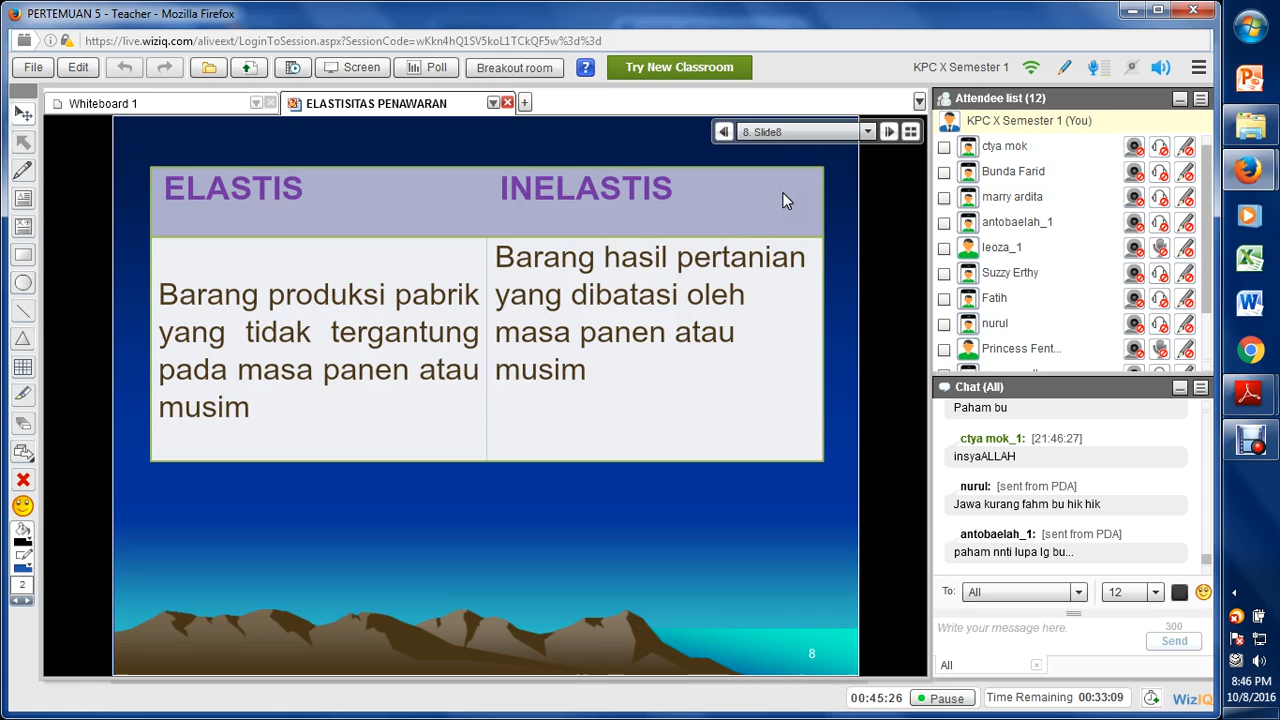 PERTEMUAN 5 - Teacher - Mozilla Firefox
https://live.wiziq.com/aliveext/LoginToSession.aspx?SessionCode=wKkn4hQ1SV5koL1TCkQF5w%3d%3d
File
Edit
Screen
Poll
Breakout room
?
Try New Classroom
KPC X Semester 1
Whiteboard 1
ELASTISITAS PENAWARAN
8. Slide8
ELASTIS
INELASTIS
Barang produksi pabrik
yang tidak tergantung
pada masa panen atau
musim
Barang hasil pertanian
yang dibatasi oleh
masa panen atau
musim
8
2
Attendee list (12)
KPC X Semester 1 (You)
ctya mok
Bunda Farid
marry ardita
antobaelah_1
leoza_1
Suzzy Erthy
Fatih
nurul
Princess Fent...
Chat (All)
Paham bu
ctya mok_1: [21:46:27]
insyaALLAH
nurul: [sent from PDA]
Jawa kurang fahm bu hik hik
antobaelah_1: [sent from PDA]
paham nnti lupa lg bu...
To:
All
12
Write your message here.
300
Send
All
00:45:26
Pause
Time Remaining 00:33:09
WizIQ
8:46 PM
10/8/2016